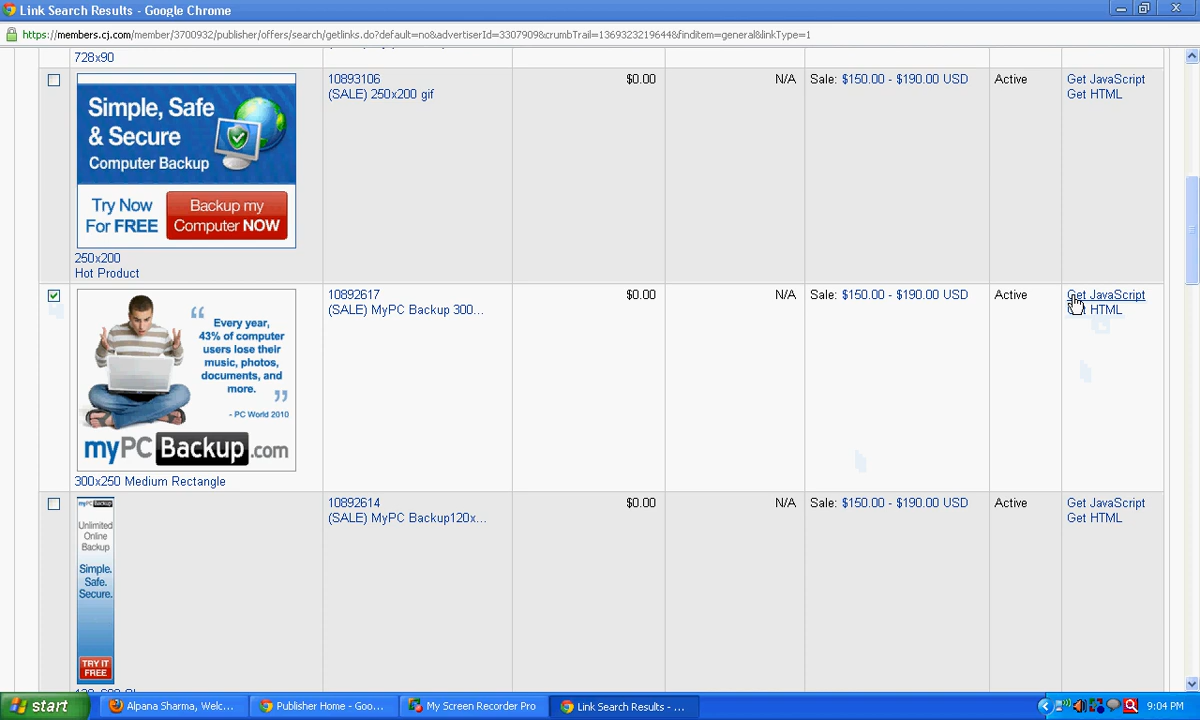 Link Search Results - Google Chrome
https://members.cj.com/member/3700932/publisher/offers/search/getlinks.do?default=no&advertiserId=3307909&crumbTrail=1369323219644&finditem=general&linkType=1
728x90
Simple, Safe
& Secure
Computer Backup
Try Now
For FREE
Backup my
Computer NOW
250x200
Hot Product
10893106
(SALE) 250x200 gif
$0.00
N/A
Sale: $150.00 - $190.00 USD
Active
Get JavaScript
Get HTML
“ Every year,
43% of computer
users lose their
music, photos,
documents, and
more. ”
- PC World 2010
myPCBackup.com
300x250 Medium Rectangle
10892617
(SALE) MyPC Backup 300...
$0.00
N/A
Sale: $150.00 - $190.00 USD
Active
Get JavaScript
Get HTML
myPCBackup
Unlimited
Online
Backup
Simple.
Safe.
Secure.
TRY IT
FREE
10892614
(SALE) MyPC Backup120x...
$0.00
N/A
Sale: $150.00 - $190.00 USD
Active
Get JavaScript
Get HTML
start
Alpana Sharma, Welc...
Publisher Home - Goo...
My Screen Recorder Pro
Link Search Results - ...
9:04 PM